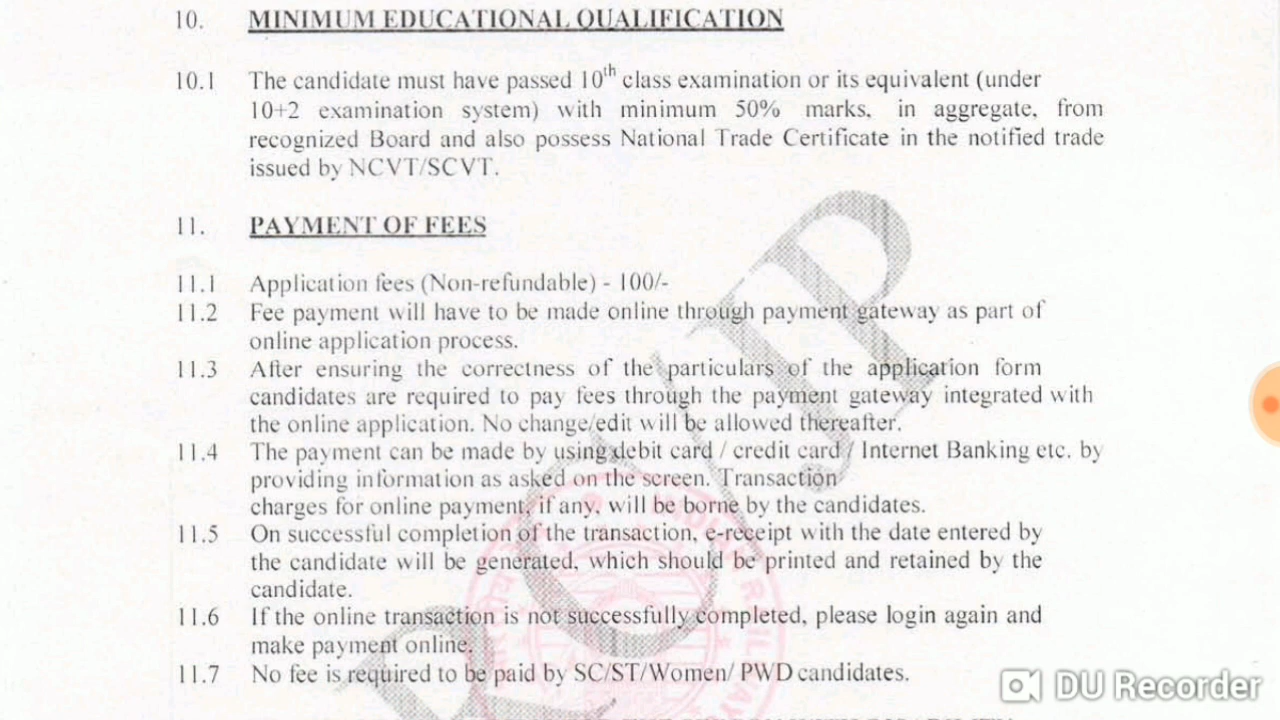 10. MINIMUM EDUCATIONAL QUALIFICATION
10.1 The candidate must have passed 10th class examination or its equivalent (under
10+2 examination system) with minimum 50% marks, in aggregate, from
recognized Board and also possess National Trade Certificate in the notified trade
issued by NCVT/SCVT.
11. PAYMENT OF FEES
11.1 Application fees (Non-refundable) - 100/-
11.2 Fee payment will have to be made online through payment gateway as part of
online application process.
11.3 After ensuring the correctness of the particulars of the application form
candidates are required to pay fees through the payment gateway integrated with
the online application. No change/edit will be allowed thereafter.
11.4 The payment can be made by using debit card / credit card / Internet Banking etc. by
providing information as asked on the screen. Transaction
charges for online payment, if any, will be borne by the candidates.
11.5 On successful completion of the transaction, e-receipt with the date entered by
the candidate will be generated, which should be printed and retained by the
candidate.
11.6 If the online transaction is not successfully completed, please login again and
make payment online.
11.7 No fee is required to be paid by SC/ST/Women/ PWD candidates.
RC/JP
DU Recorder